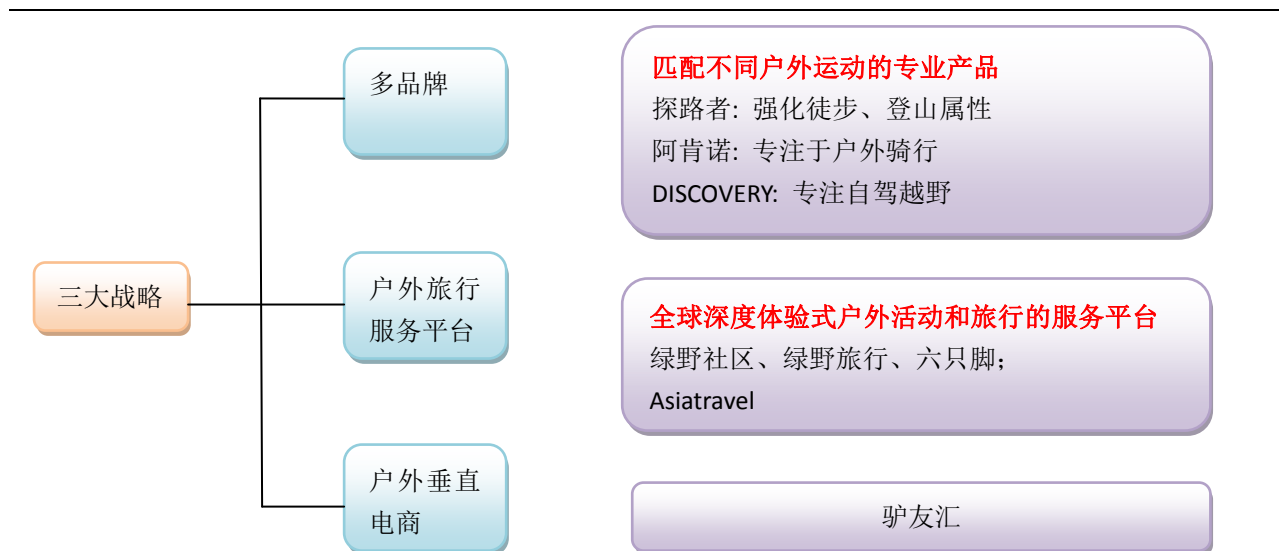 三大战略
多品牌
匹配不同户外运动的专业产品
探路者: 强化徒步、登山属性
阿肯诺: 专注于户外骑行
DISCOVERY: 专注自驾越野
户外旅行
服务平台
全球深度体验式户外活动和旅行的服务平台
绿野社区、绿野旅行、六只脚;
Asiatravel
户外垂直
电商
驴友汇